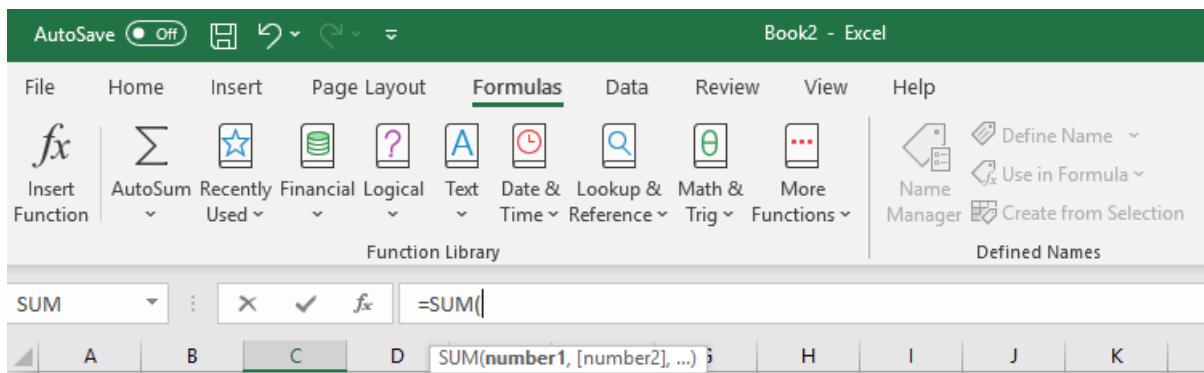 AutoSave Off Book2 - Excel
File Home Insert Page Layout Formulas Data Review View Help
fx θ
Insert Function AutoSum Recently Used Financial Logical Text Date & Time Lookup & Reference Math & Trig More Functions Name Manager
? A
Define Name
Use in Formula
Create from Selection
Function Library Defined Names
SUM fx =SUM(
A B C D G H I J K
SUM(number1, [number2], ...)